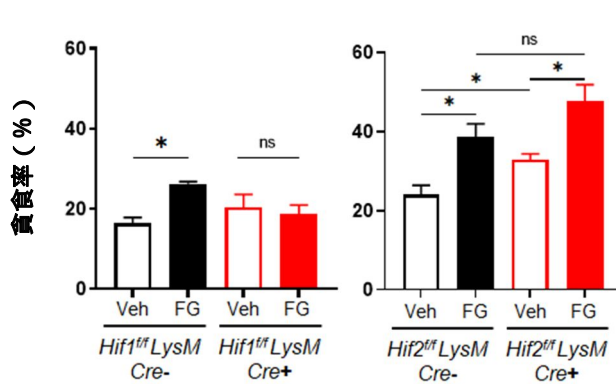 貪食率（%）
60
40
20
0
*
ns
Veh FG Veh FG
Hif1f/f LysM Cre-
Hif1f/f LysM Cre+
60
40
20
0
ns
*
*
*
Veh FG Veh FG
Hif2f/f LysM Cre-
Hif2f/f LysM Cre+